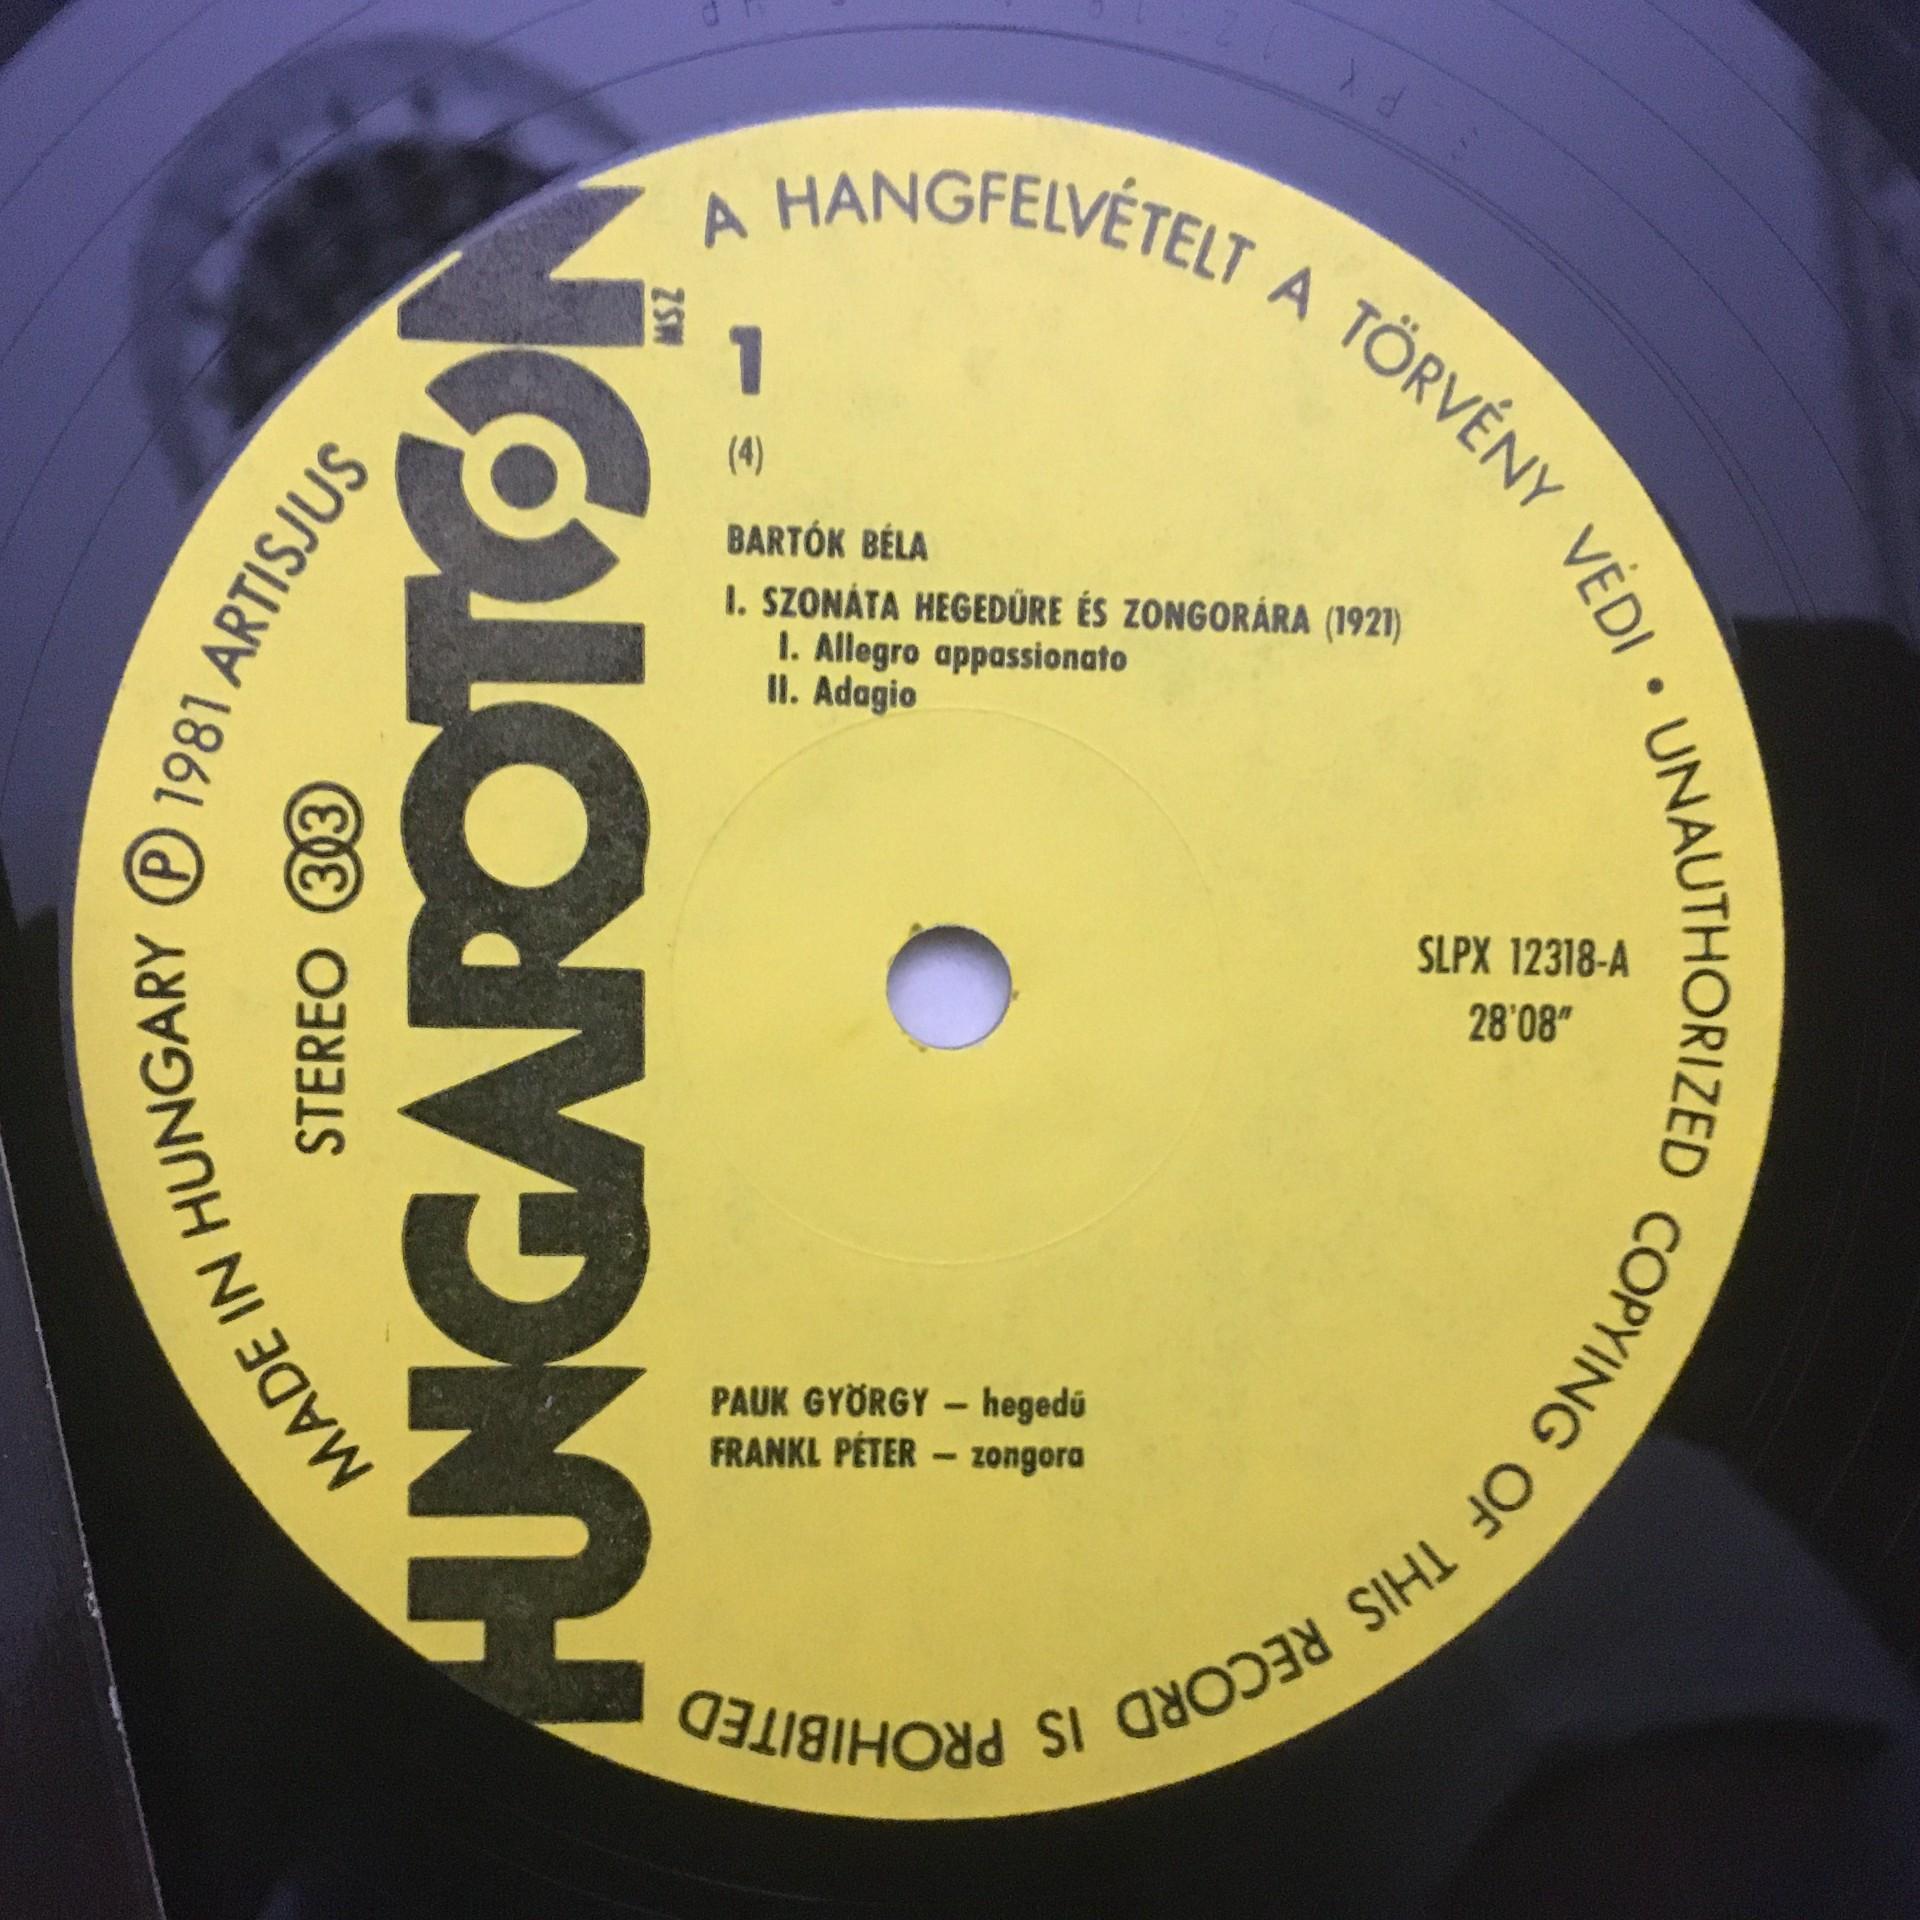 A HANGFELVÉTELT A TÖRVÉNY VÉDI • UNAUTHORIZED COPYING OF THIS RECORD IS PROHIBITED
MADE IN HUNGARY Ⓟ 1981 ARTISJUS
STEREO 33
HUNGAROTON
MSZ
1
(4)
BARTÓK BÉLA
I. SZONÁTA HEGEDŰRE ÉS ZONGORÁRA (1921)
I. Allegro appassionato
II. Adagio
SLPX 12318-A
28'08"
PAUK GYÖRGY – hegedű
FRANKL PÉTER – zongora